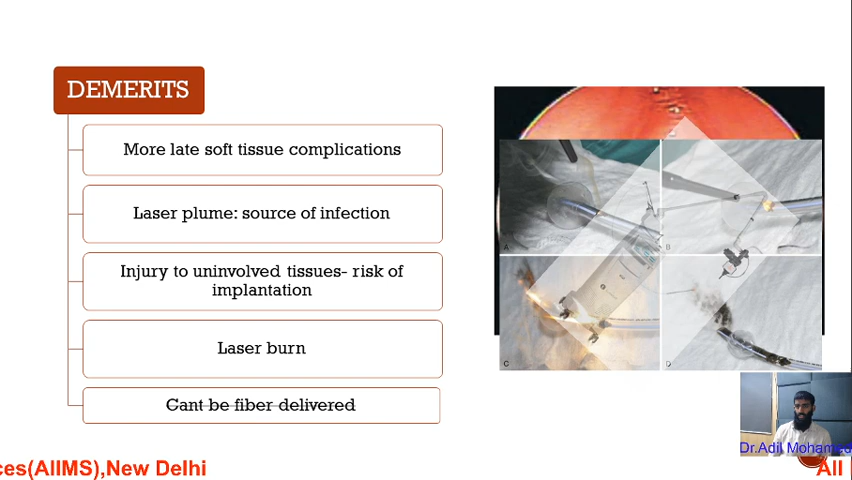 DEMERITS
More late soft tissue complications
Laser plume: source of infection
Injury to uninvolved tissues- risk of
implantation
Laser burn
Cant be fiber delivered
A
B
C
D
Dr.Adil Mohamed
ces(AIIMS),New Delhi
All